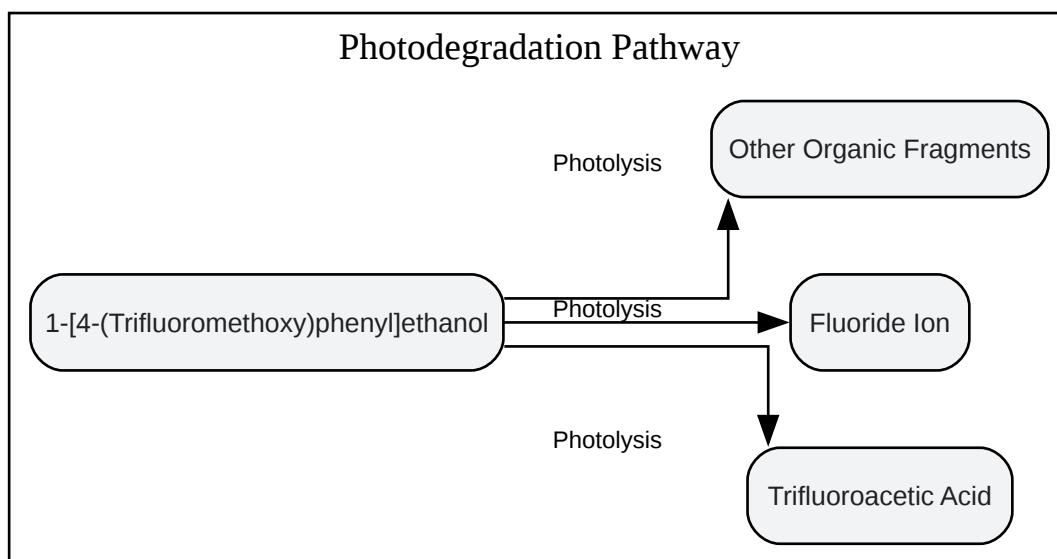 Photodegradation Pathway
Photolysis
Other Organic Fragments
1-[4-(Trifluoromethoxy)phenyl]ethanol
Photolysis
Fluoride Ion
Photolysis
Trifluoroacetic Acid